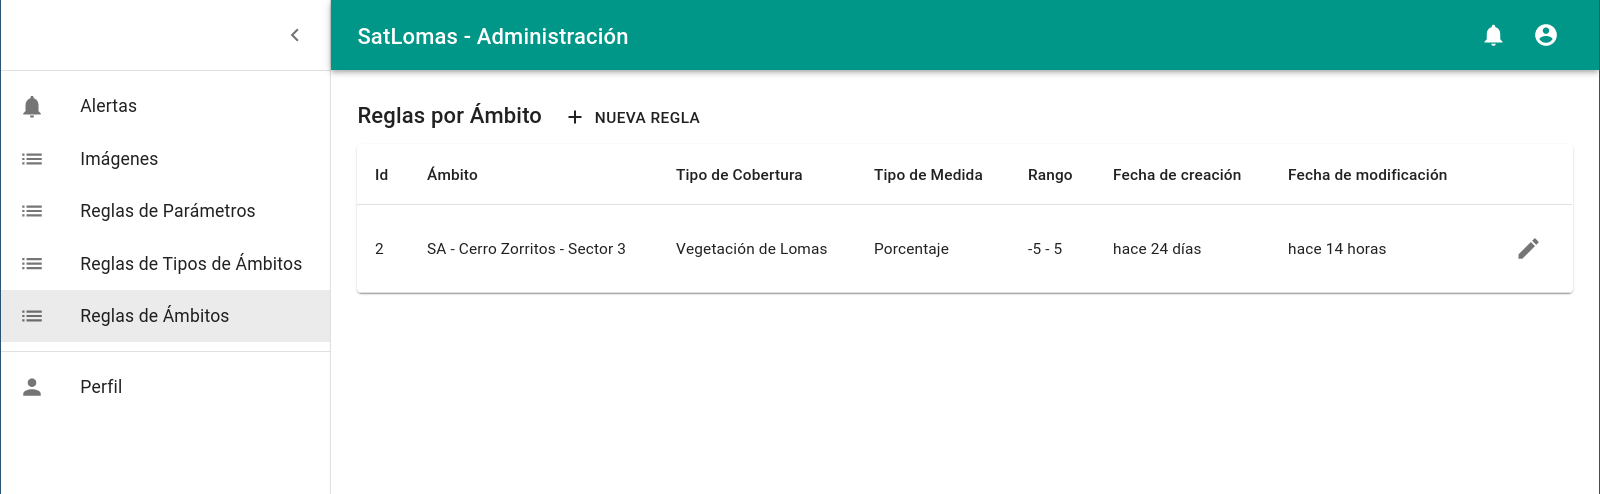 SatLomas - Administración
Alertas
Imágenes
Reglas de Parámetros
Reglas de Tipos de Ámbitos
Reglas de Ámbitos
Perfil
Reglas por Ámbito + NUEVA REGLA
Id Ámbito Tipo de Cobertura Tipo de Medida Rango Fecha de creación Fecha de modificación
2 SA - Cerro Zorritos - Sector 3 Vegetación de Lomas Porcentaje -5 - 5 hace 24 días hace 14 horas